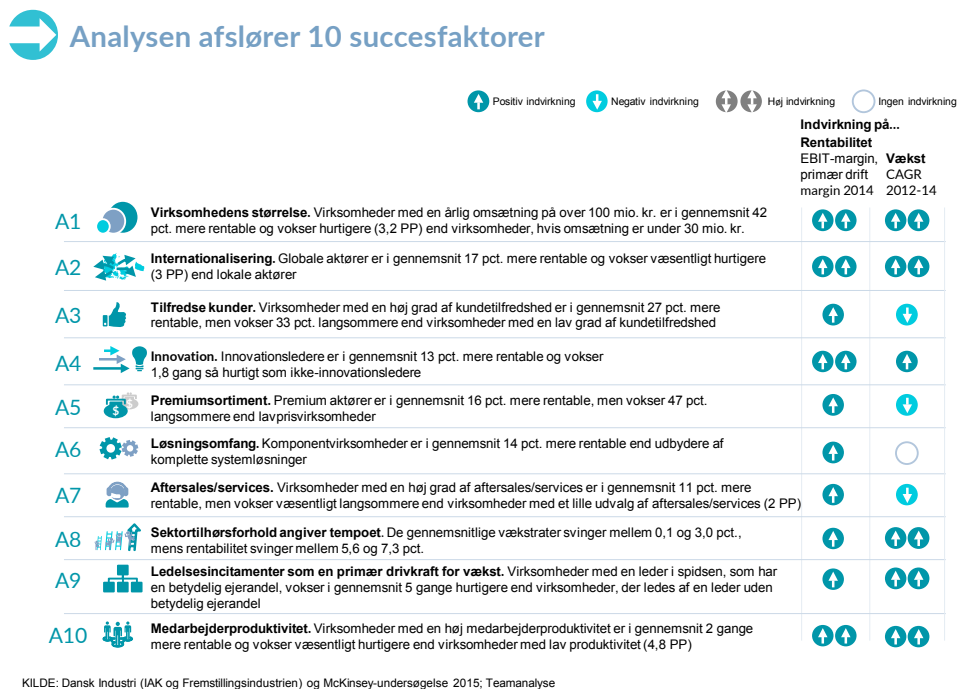 Analysen afslører 10 succesfaktorer
Positiv indvirkning
Negativ indvirkning
Høj indvirkning
Ingen indvirkning
Indvirkning på...
Rentabilitet
EBIT-margin,
primær drift
margin 2014
Vækst
CAGR
2012-14
A1
Virksomhedens størrelse. Virksomheder med en årlig omsætning på over 100 mio. kr. er i gennemsnit 42
pct. mere rentable og vokser hurtigere (3,2 PP) end virksomheder, hvis omsætning er under 30 mio. kr.
A2
Internationalisering. Globale aktører er i gennemsnit 17 pct. mere rentable og vokser væsentligt hurtigere
(3 PP) end lokale aktører
A3
Tilfredse kunder. Virksomheder med en høj grad af kundetilfredshed er i gennemsnit 27 pct. mere
rentable, men vokser 33 pct. langsommere end virksomheder med en lav grad af kundetilfredshed
A4
Innovation. Innovationsledere er i gennemsnit 13 pct. mere rentable og vokser
1,8 gang så hurtigt som ikke-innovationsledere
A5
$
$
Premiumsortiment. Premium aktører er i gennemsnit 16 pct. mere rentable, men vokser 47 pct.
langsommere end lavprisvirksomheder
A6
Løsningsomfang. Komponentvirksomheder er i gennemsnit 14 pct. mere rentable end udbydere af
komplette systemløsninger
A7
Aftersales/services. Virksomheder med en høj grad af aftersales/services er i gennemsnit 11 pct. mere
rentable, men vokser væsentligt langsommere end virksomheder med et lille udvalg af aftersales/services (2 PP)
A8
Sektortilhørsforhold angiver tempoet. De gennemsnitlige vækstrater svinger mellem 0,1 og 3,0 pct.,
mens rentabilitet svinger mellem 5,6 og 7,3 pct.
A9
Ledelsesincitamenter som en primær drivkraft for vækst. Virksomheder med en leder i spidsen, som har
en betydelig ejerandel, vokser i gennemsnit 5 gange hurtigere end virksomheder, der ledes af en leder uden
betydelig ejerandel
A10
Medarbejderproduktivitet. Virksomheder med en høj medarbejderproduktivitet er i gennemsnit 2 gange
mere rentable og vokser væsentligt hurtigere end virksomheder med lav produktivitet (4,8 PP)
KILDE: Dansk Industri (IAK og Fremstillingsindustrien) og McKinsey-undersøgelse 2015; Teamanalyse